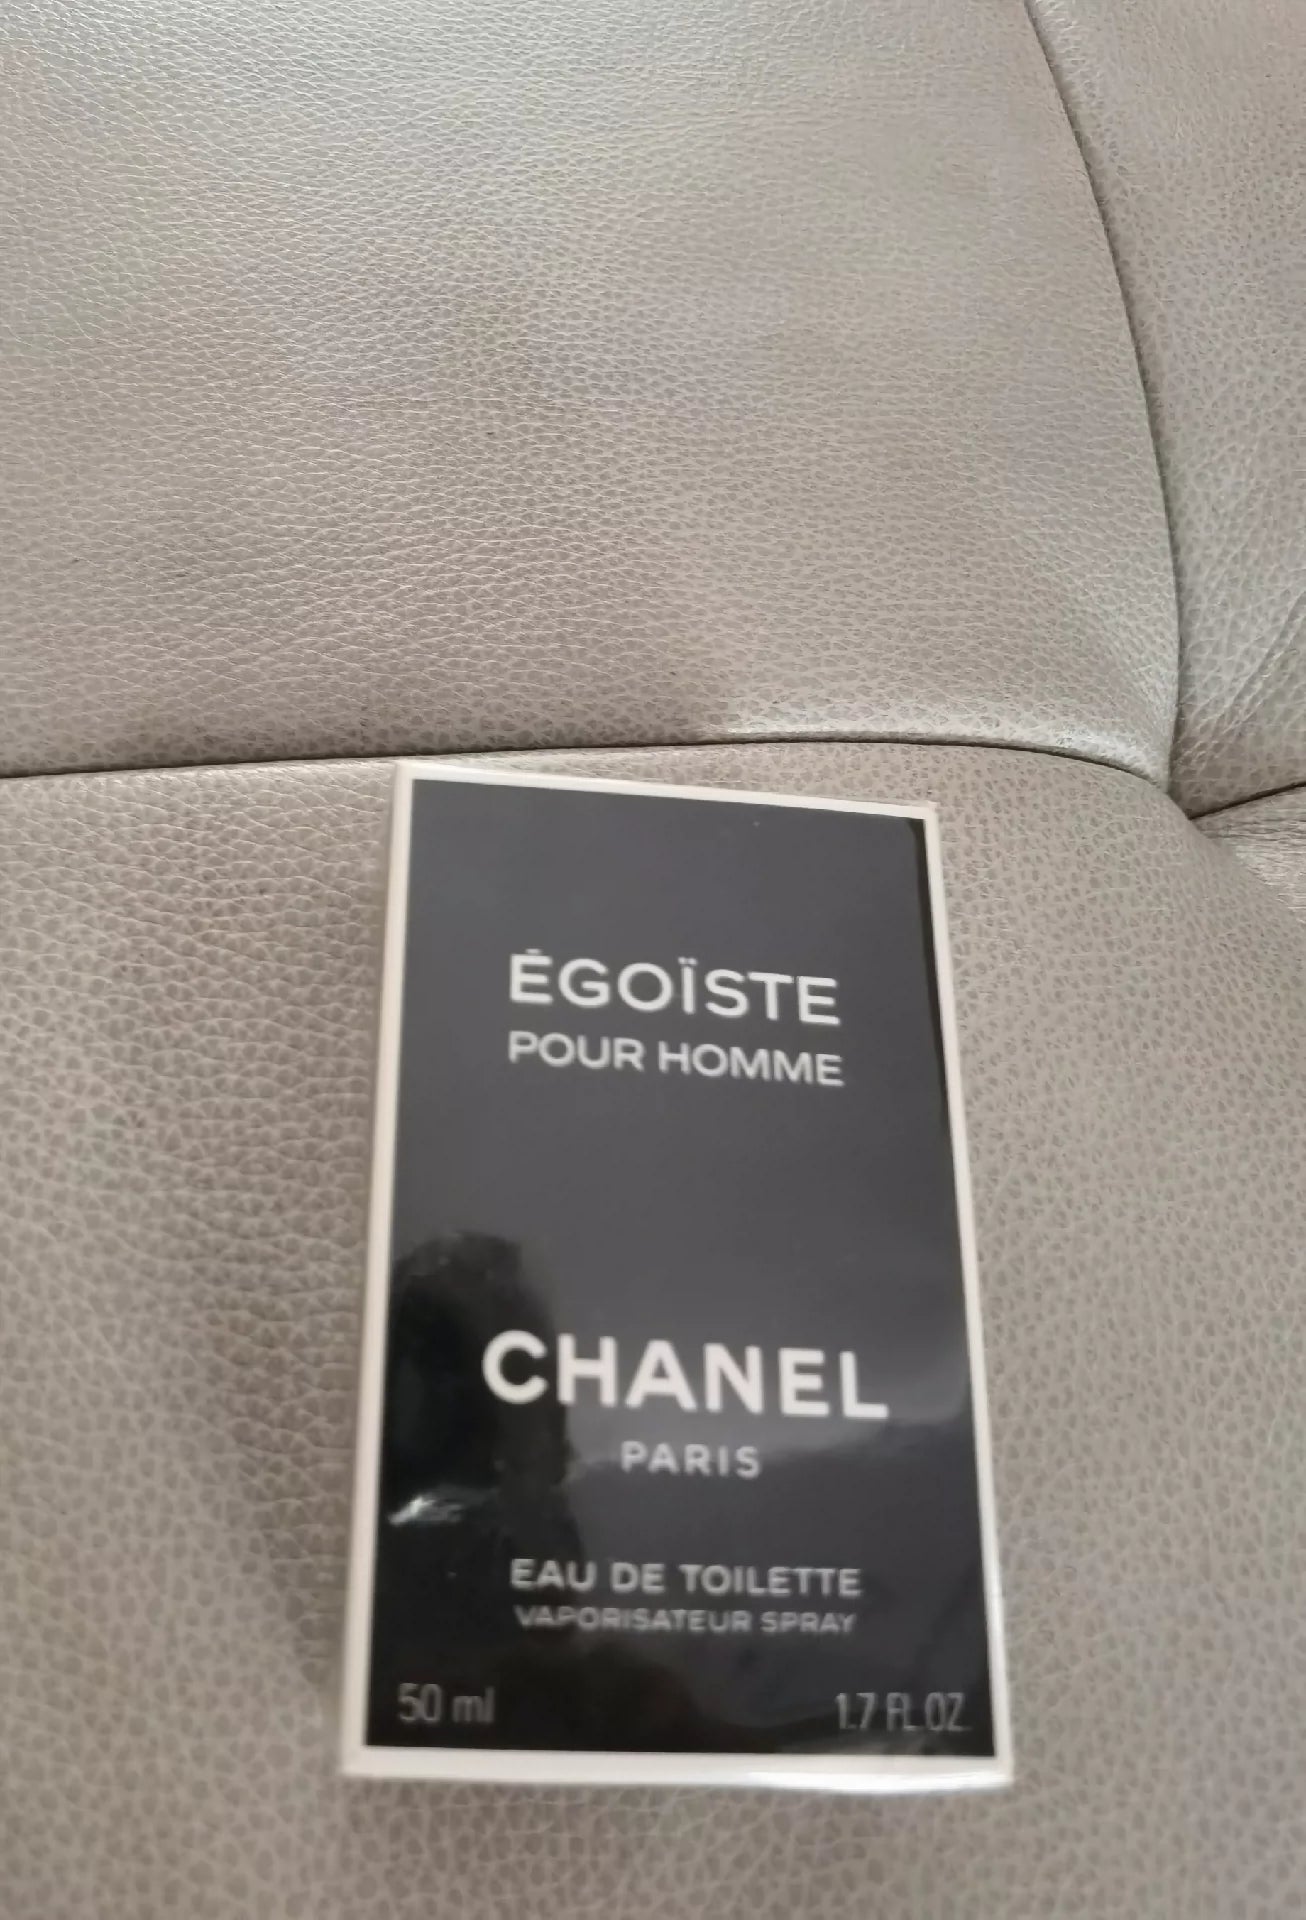 ÉGOÏSTE
POUR HOMME
CHANEL
PARIS
EAU DE TOILETTE
VAPORISATEUR SPRAY
50 ml 1.7 FL.OZ.